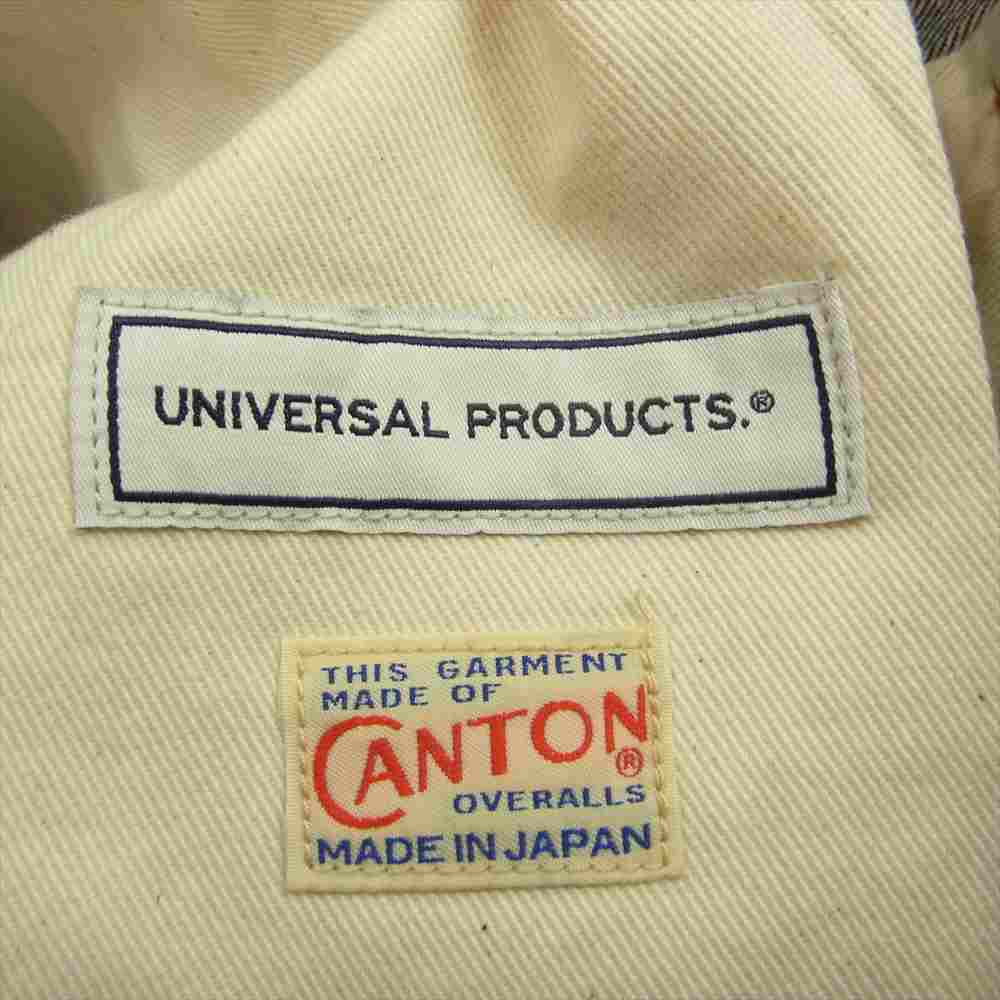 UNIVERSAL PRODUCTS.®
THIS GARMENT
MADE OF
CANTON®
OVERALLS
MADE IN JAPAN